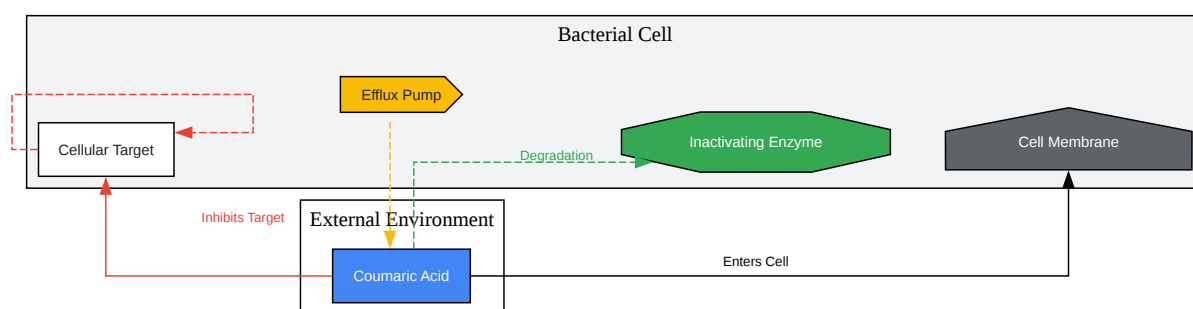 Bacterial Cell
Efflux Pump
Cellular Target
Inactivating Enzyme
Cell Membrane
Degradation
Inhibits Target
External Environment
Enters Cell
Coumaric Acid